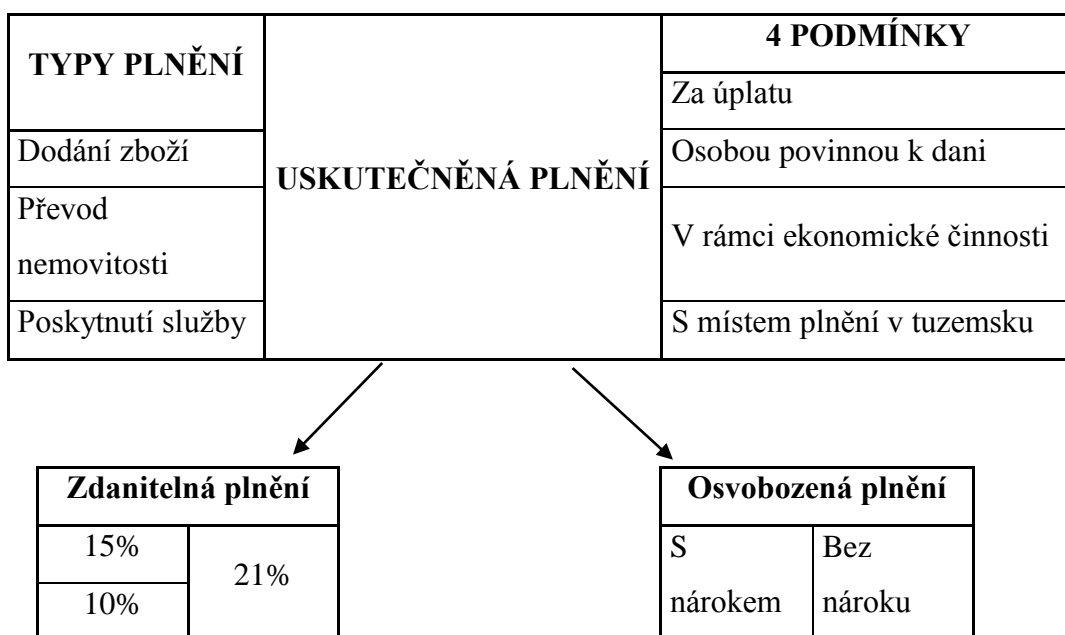 TYPY PLNĚNÍ
Dodání zboží
Převod
nemovitosti
Poskytnutí služby
USKUTEČNĚNÁ PLNĚNÍ
4 PODMÍNKY
Za úplatu
Osobou povinnou k dani
V rámci ekonomické činnosti
S místem plnění v tuzemsku
Zdanitelná plnění
15%
10%
21%
Osvobozená plnění
S
nárokem
Bez
nároku